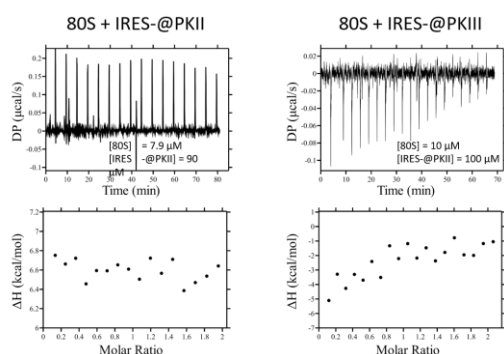 80S + IRES-@PKII
80S + IRES-@PKIII
DP (μcal/s)
0.2
0.15
0.1
0.05
0
-0.05
-0.1
[80S] = 7.9 μM
[IRES -@PKII] = 90
μM
0 10 20 30 40 50 60 70 80
Time (min)
DP (μcal/s)
0.02
0
-0.02
-0.04
-0.06
-0.08
-0.1
[80S] = 10 μM
[IRES-@PKII] = 100 μM
0 10 20 30 40 50 60 70
Time (min)
ΔH (kcal/mol)
7.2
6.9
6.6
6.3
6
0 0.2 0.4 0.6 0.8 1 1.2 1.4 1.6 1.8 2
Molar Ratio
ΔH (kcal/mol)
0
-1
-2
-3
-4
-5
-6
-7
0 0.2 0.4 0.6 0.8 1 1.2 1.4 1.6 1.8 2
Molar Ratio